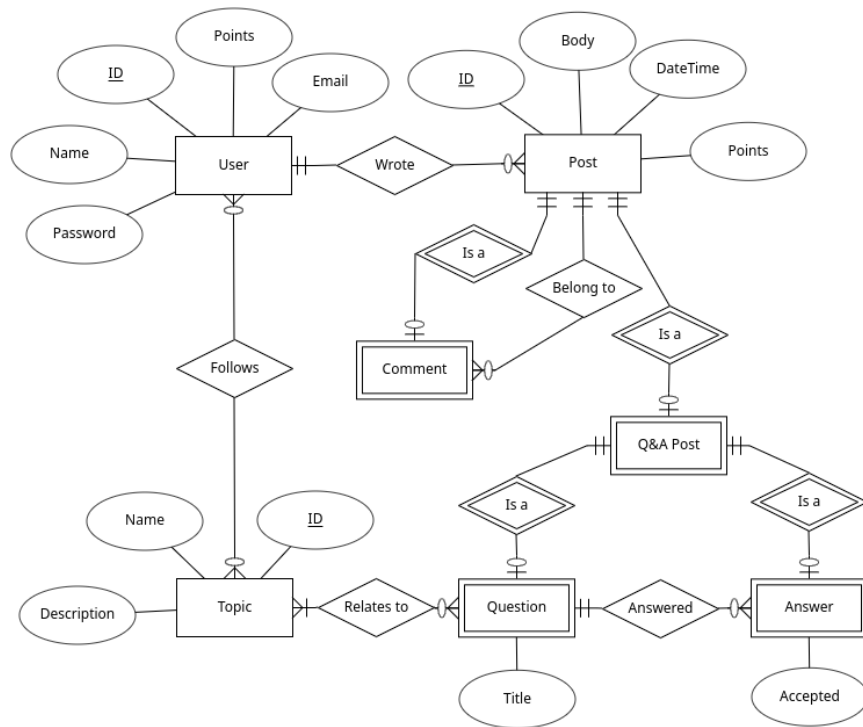 Points
Body
ID
Email
ID
DateTime
Name
User
Wrote
Post
Points
Password
Is a
Belong to
Is a
Follows
Comment
Q&A Post
Is a
Is a
Name
ID
Description
Topic
Relates to
Question
Answered
Answer
Title
Accepted